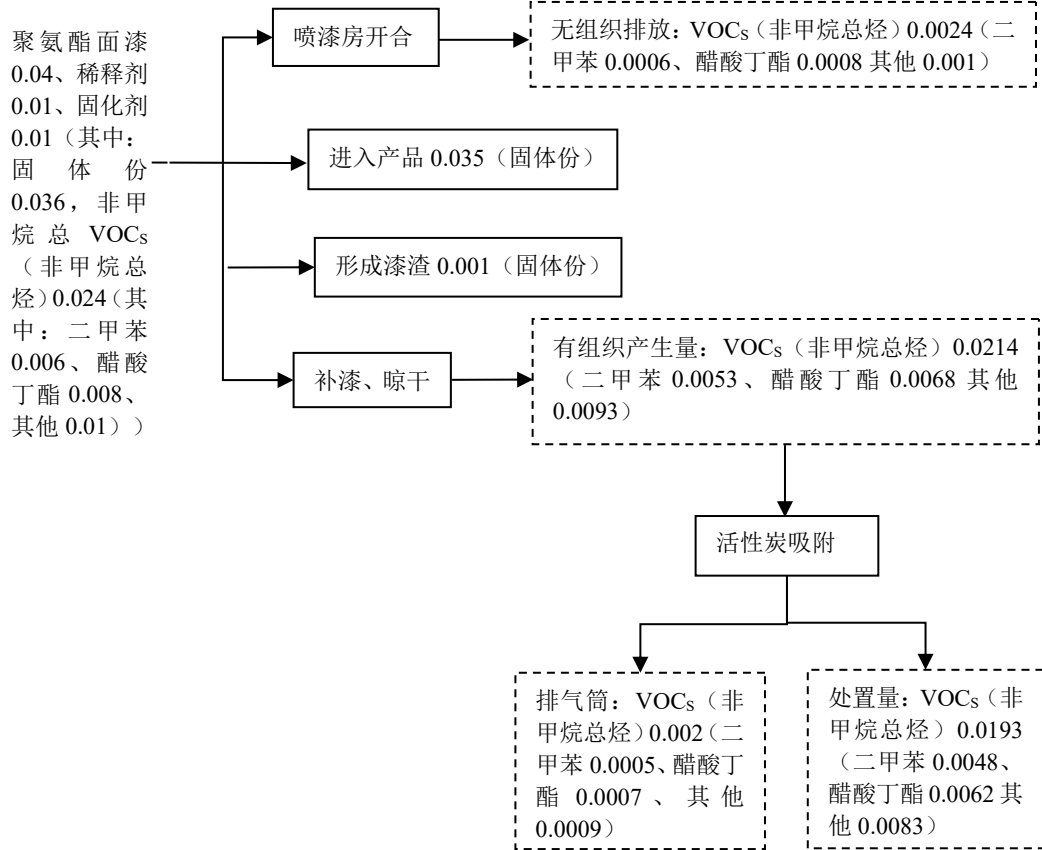 聚氨酯面漆
0.04、稀释剂
0.01、固化剂
0.01（其中：
固体份
0.036，非甲
烷总 VOCs
（非甲烷总
烃）0.024（其
中：二甲苯
0.006、醋酸
丁酯 0.008、
其他 0.01））
喷漆房开合
无组织排放：VOCs（非甲烷总烃）0.0024（二
甲苯 0.0006、醋酸丁酯 0.0008 其他 0.001）
进入产品 0.035（固体份）
形成漆渣 0.001（固体份）
补漆、晾干
有组织产生量：VOCs（非甲烷总烃）0.0214
（二甲苯 0.0053、醋酸丁酯 0.0068 其他
0.0093）
活性炭吸附
排气筒：VOCs（非
甲烷总烃）0.002（二
甲苯 0.0005、醋酸丁
酯 0.0007、其他
0.0009）
处置量：VOCs（非
甲烷总烃）0.0193
（二甲苯 0.0048、
醋酸丁酯 0.0062 其
他 0.0083）